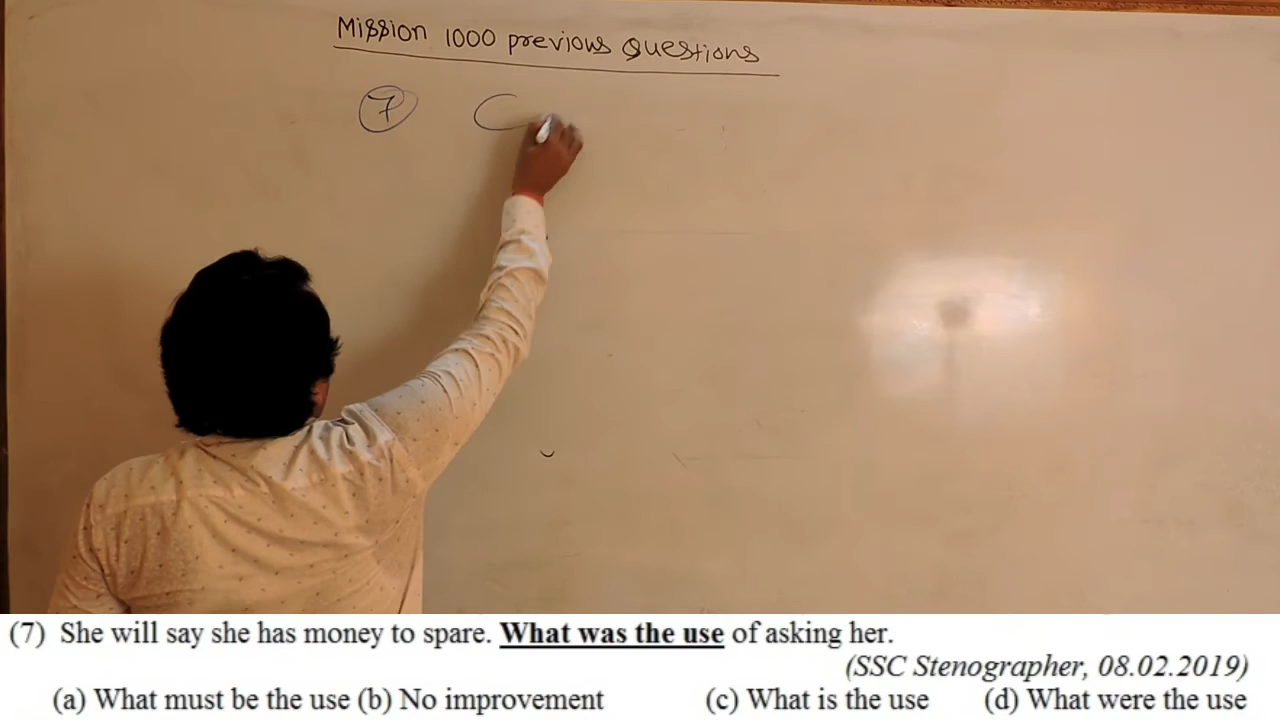 Mission 1000 previous Questions
7 C
(7) She will say she has money to spare. What was the use of asking her.
(SSC Stenographer, 08.02.2019)
(a) What must be the use (b) No improvement (c) What is the use (d) What were the use